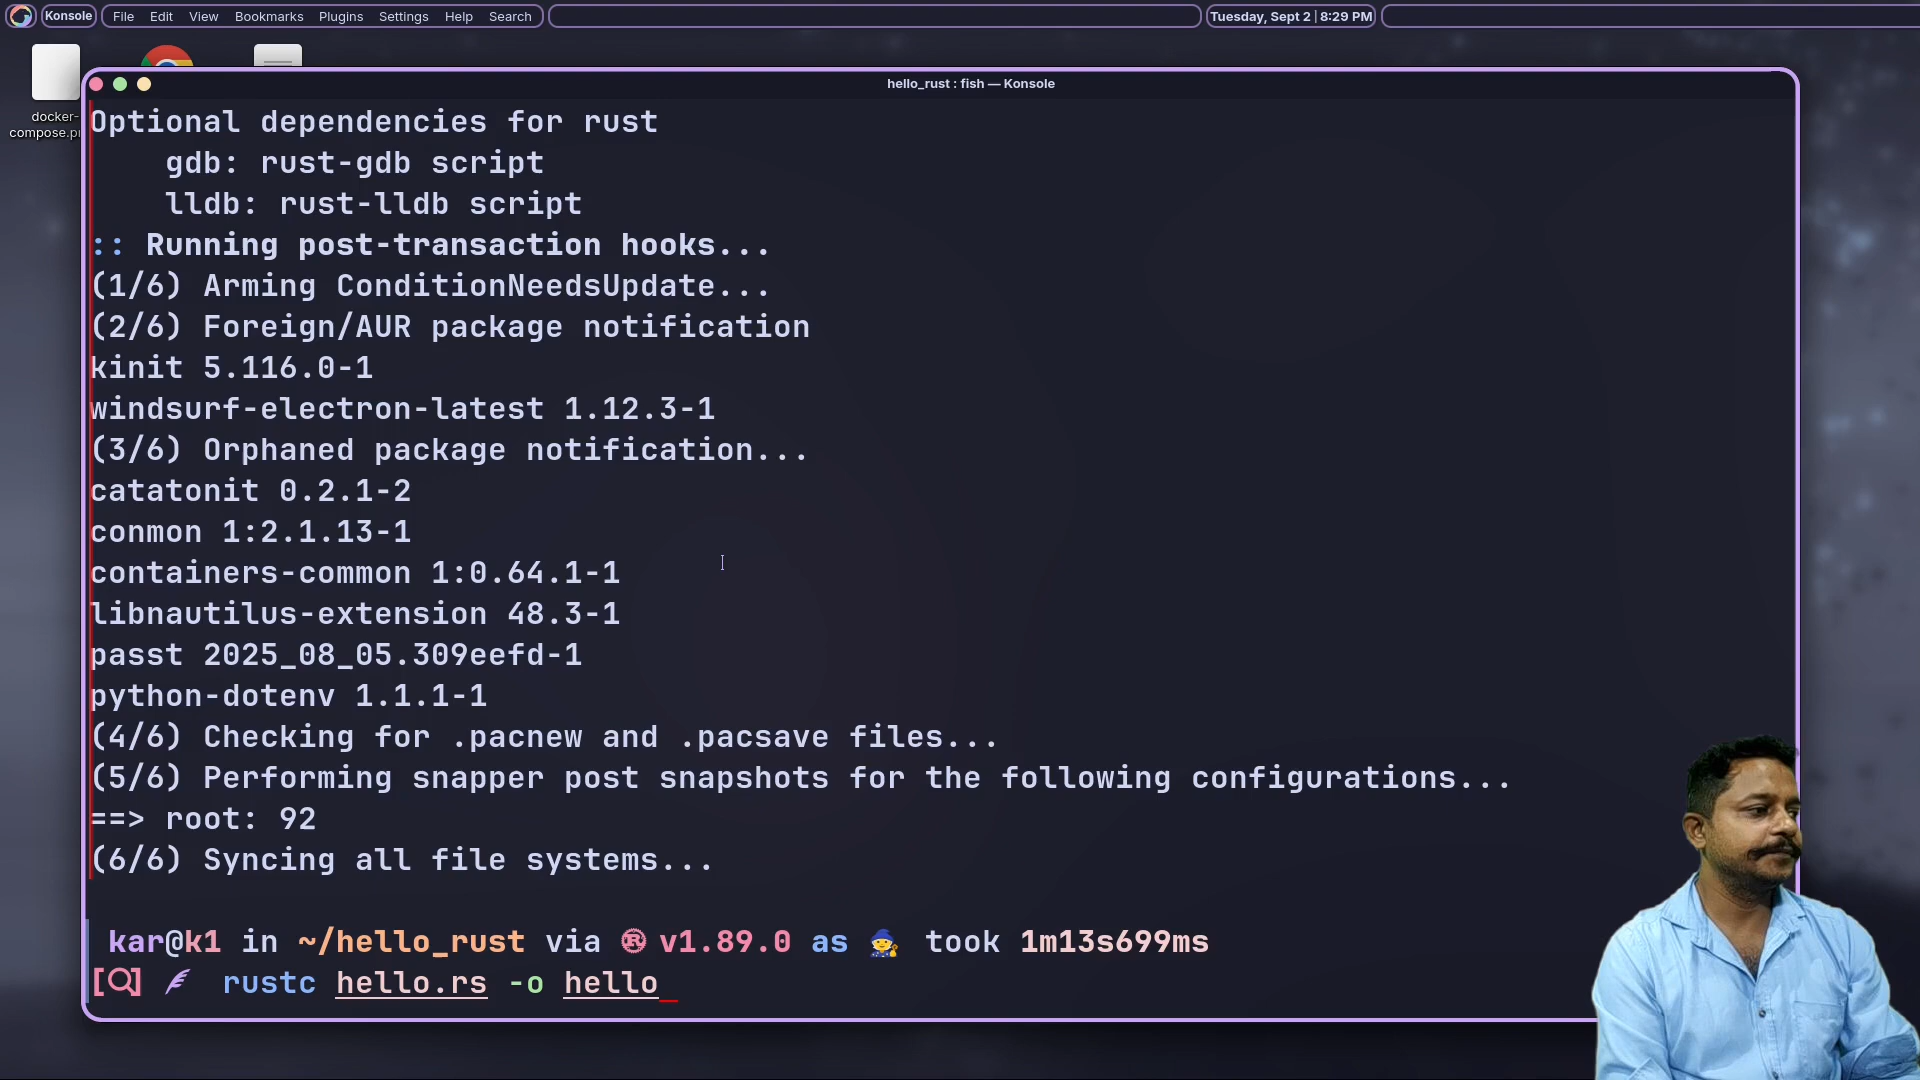 Konsole File Edit View Bookmarks Plugins Settings Help Search Tuesday, Sept 2 | 8:29 PM
hello_rust : fish — Konsole
docker-
Optional dependencies for rust
gdb: rust-gdb script
lldb: rust-lldb script
:: Running post-transaction hooks...
(1/6) Arming ConditionNeedsUpdate...
(2/6) Foreign/AUR package notification
kinit 5.116.0-1
windsurf-electron-latest 1.12.3-1
(3/6) Orphaned package notification...
catatonit 0.2.1-2
conmon 1:2.1.13-1
containers-common 1:0.64.1-1
libnautilus-extension 48.3-1
passt 2025_08_05.309eefd-1
python-dotenv 1.1.1-1
(4/6) Checking for .pacnew and .pacsave files...
(5/6) Performing snapper post snapshots for the following configurations...
==> root: 92
(6/6) Syncing all file systems...
kar@k1 in ~/hello_rust via v1.89.0 as 🧙 took 1m13s699ms
rustc hello.rs -o hello_